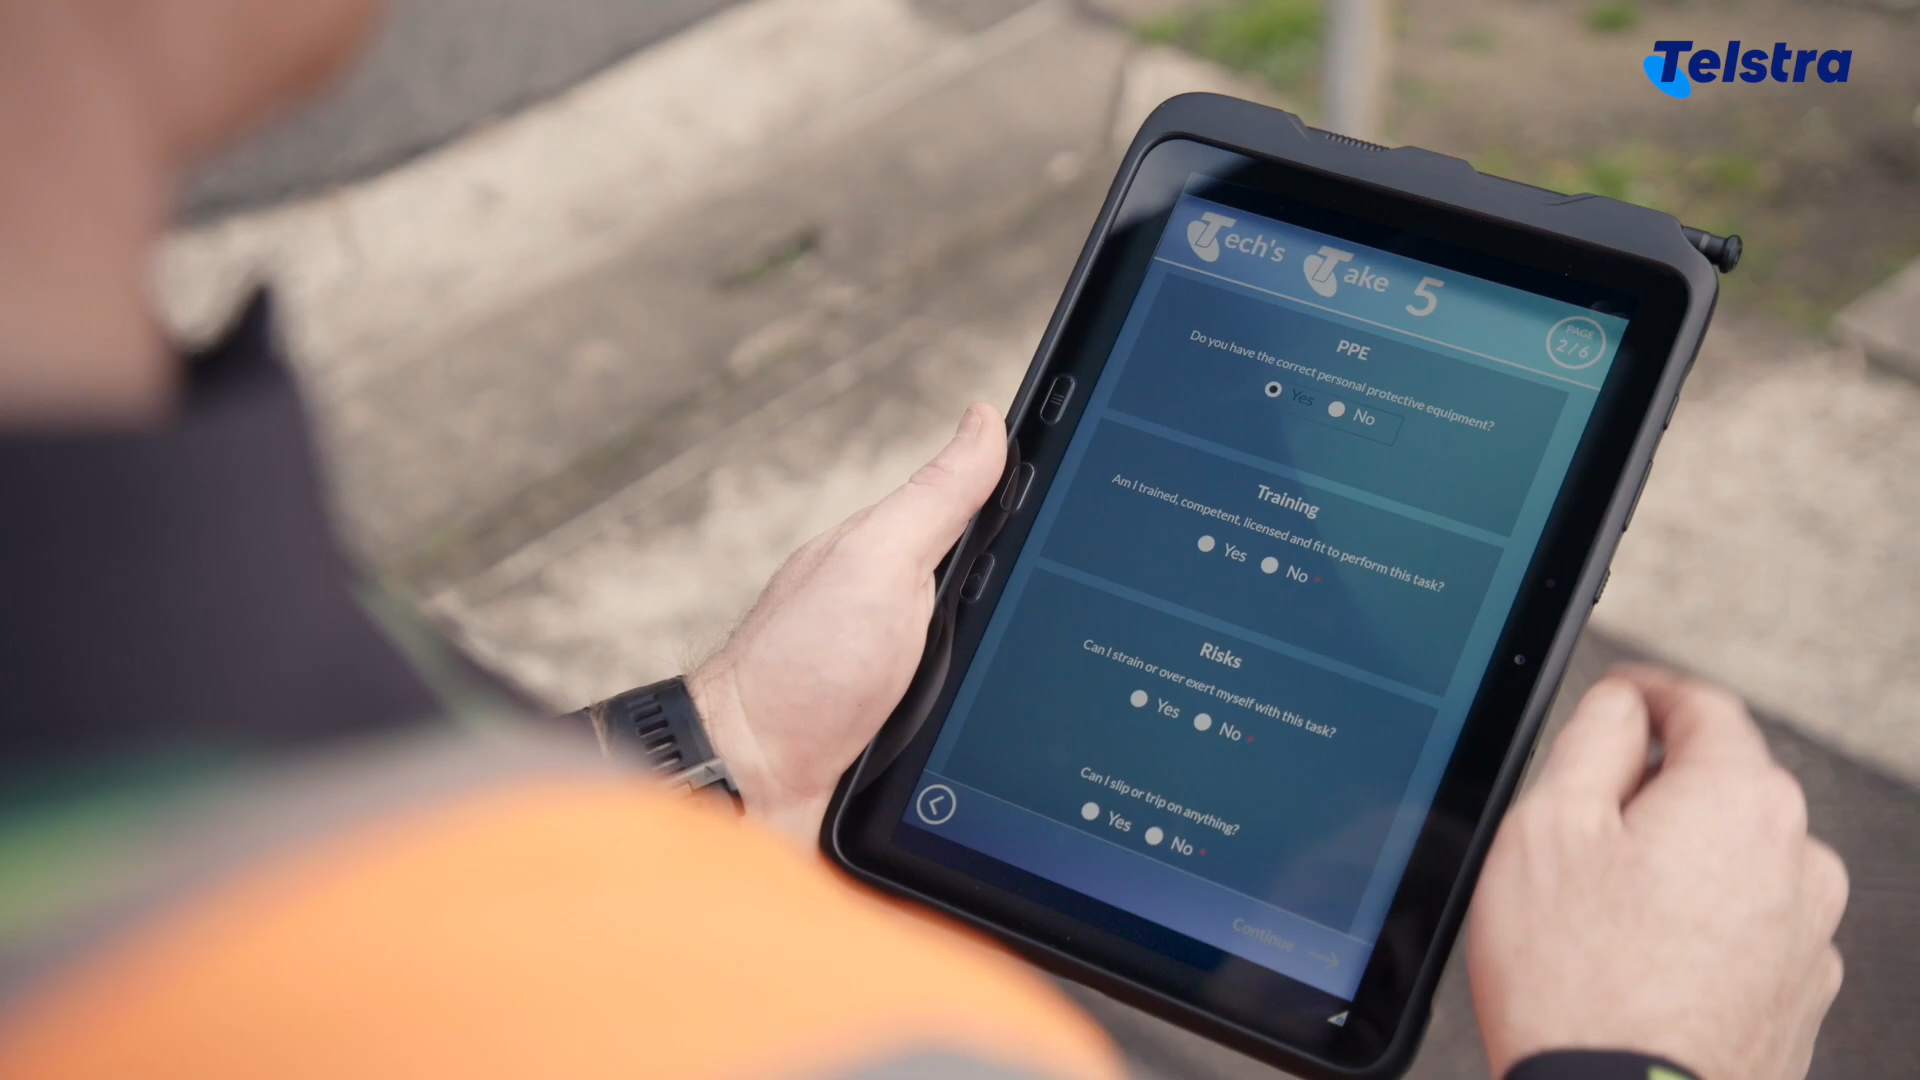 Telstra
Tech's Take 5
PAGE
2/6
PPE
Do you have the correct personal protective equipment?
Yes No
Training
Am I trained, competent, licensed and fit to perform this task?
Yes No *
Risks
Can I strain or over exert myself with this task?
Yes No *
Can I slip or trip on anything?
Yes No *
Continue →